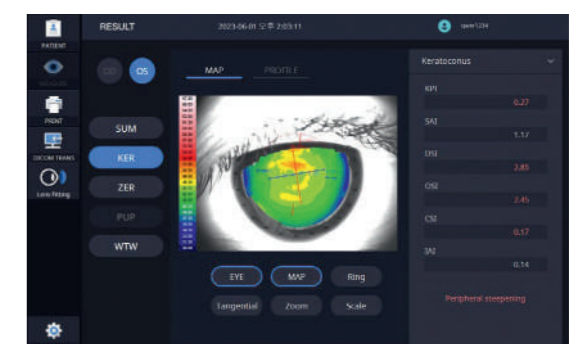 RESULT
2023-06-01 오후 2:03:11
qwer1234
PATIENT
MEASURE
PRINT
DICOM TRANS
Lens Fitting
OD
OS
SUM
KER
ZER
PUP
WTW
MAP
PROFILE
EYE
MAP
Ring
Tangential
Zoom
Scale
Keratoconus
KPI
0.27
SAI
1.17
DSI
2.85
OSI
2.45
CSI
0.17
IAI
0.14
Peripheral steepening